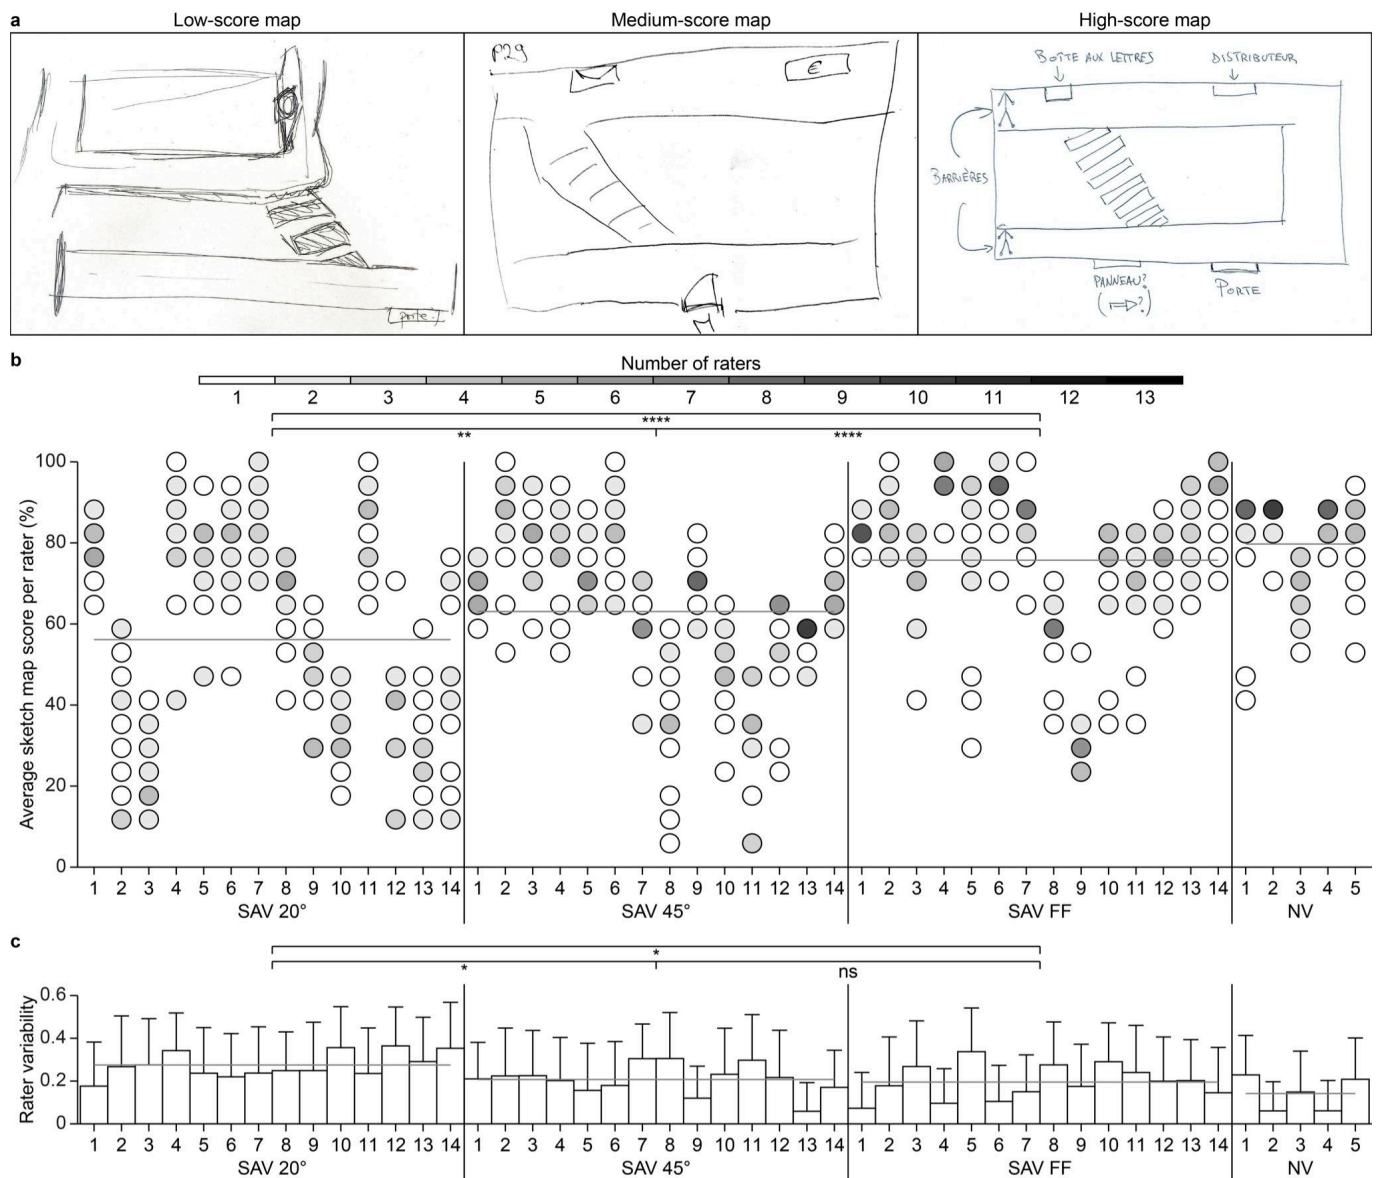 a
Low-score map
Medium-score map
High-score map
porte
P29
€
BOÎTE AUX LETTRES
DISTRIBUTEUR
BARRIÈRES
PANNEAU?
(⇨?)
PORTE
b
Number of raters
1 2 3 4 5 6 7 8 9 10 11 12 13
****
** ****
Average sketch map score per rater (%)
100
80
60
40
20
0
1 2 3 4 5 6 7 8 9 10 11 12 13 14 1 2 3 4 5 6 7 8 9 10 11 12 13 14 1 2 3 4 5 6 7 8 9 10 11 12 13 14 1 2 3 4 5
SAV 20° SAV 45° SAV FF NV
c
*
* ns
Rater variability
0.6
0.4
0.2
0
1 2 3 4 5 6 7 8 9 10 11 12 13 14 1 2 3 4 5 6 7 8 9 10 11 12 13 14 1 2 3 4 5 6 7 8 9 10 11 12 13 14 1 2 3 4 5
SAV 20° SAV 45° SAV FF NV